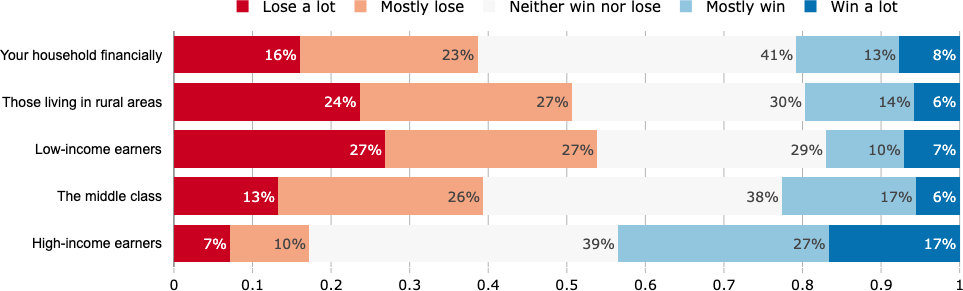 Lose a lot Mostly lose Neither win nor lose Mostly win Win a lot
Your household financially 16% 23% 41% 13% 8%
Those living in rural areas 24% 27% 30% 14% 6%
Low-income earners 27% 27% 29% 10% 7%
The middle class 13% 26% 38% 17% 6%
High-income earners 7% 10% 39% 27% 17%
0 0.1 0.2 0.3 0.4 0.5 0.6 0.7 0.8 0.9 1